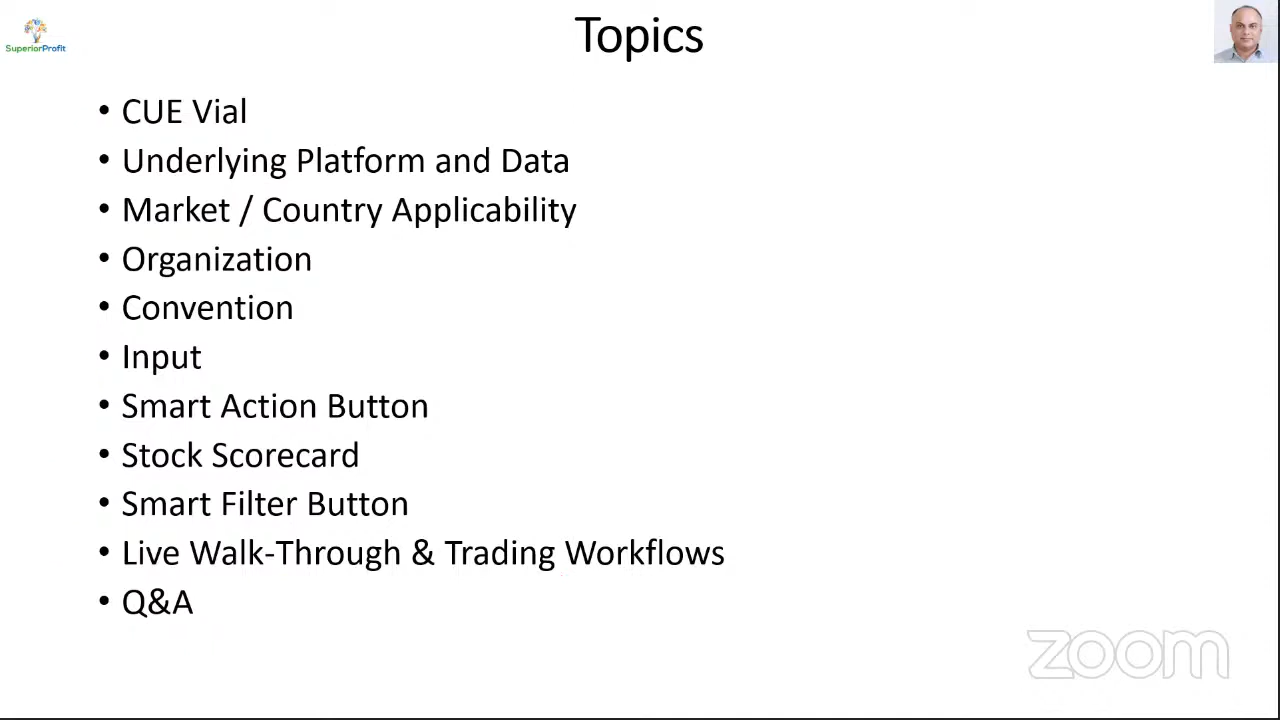 SuperiorProfit
Topics
• CUE Vial
• Underlying Platform and Data
• Market / Country Applicability
• Organization
• Convention
• Input
• Smart Action Button
• Stock Scorecard
• Smart Filter Button
• Live Walk-Through & Trading Workflows
• Q&A
zoom